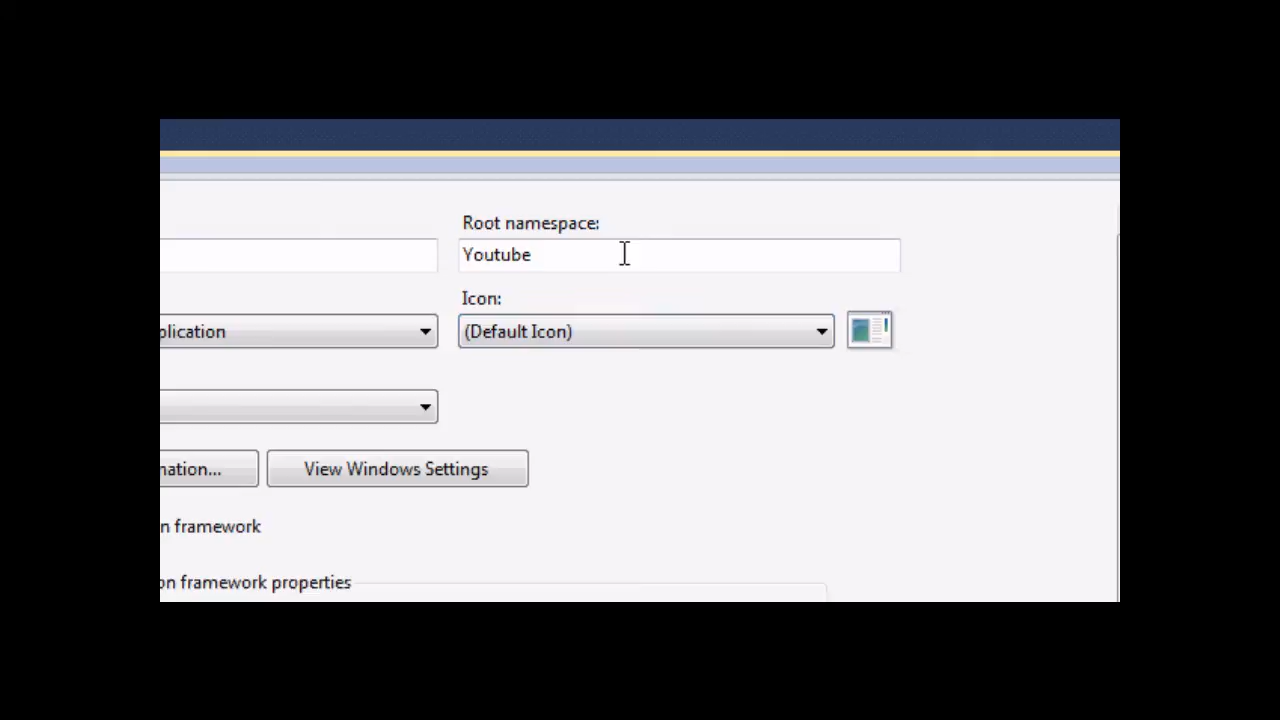 Root namespace:
Youtube
Icon:
plication
(Default Icon)
nation...
View Windows Settings
n framework
on framework properties